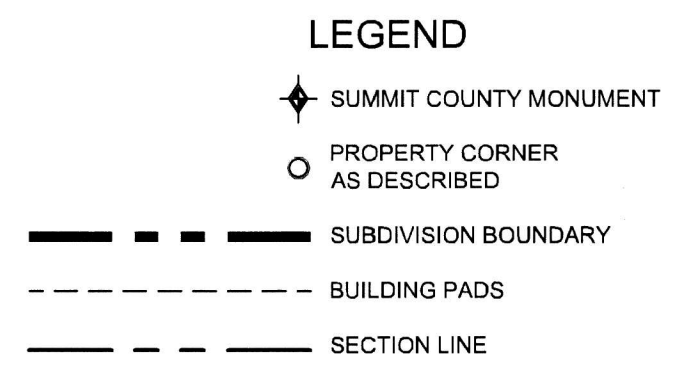 LEGEND
SUMMIT COUNTY MONUMENT
PROPERTY CORNER
AS DESCRIBED
SUBDIVISION BOUNDARY
BUILDING PADS
SECTION LINE